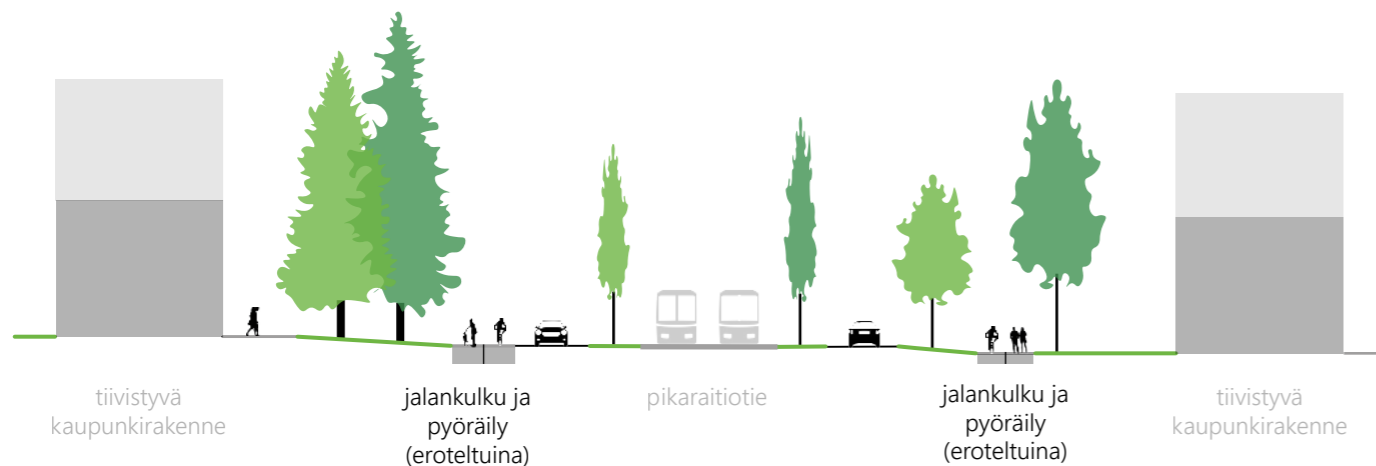 tiivistyvä
kaupunkirakenne
jalankulku ja
pyöräily
(eroteltuina)
pikaraitiotie
jalankulku ja
pyöräily
(eroteltuina)
tiivistyvä
kaupunkirakenne